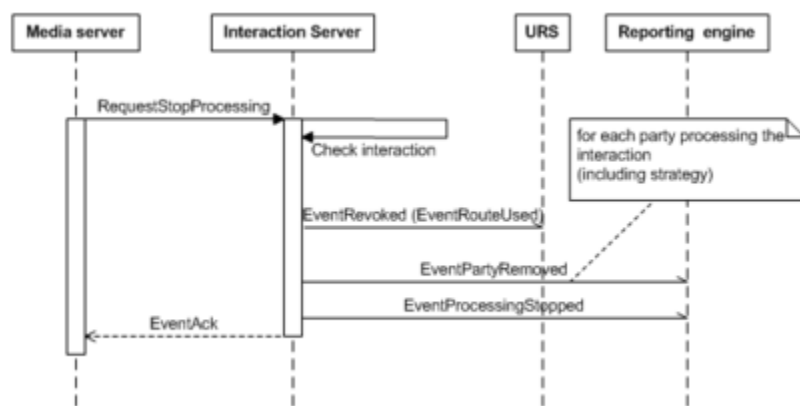 Media server
Interaction Server
URS
Reporting engine
RequestStopProcessing
Check interaction
for each party processing the
interaction
(including strategy)
EventRevoked (EventRouteUsed)
EventPartyRemoved
EventProcessingStopped
EventAck